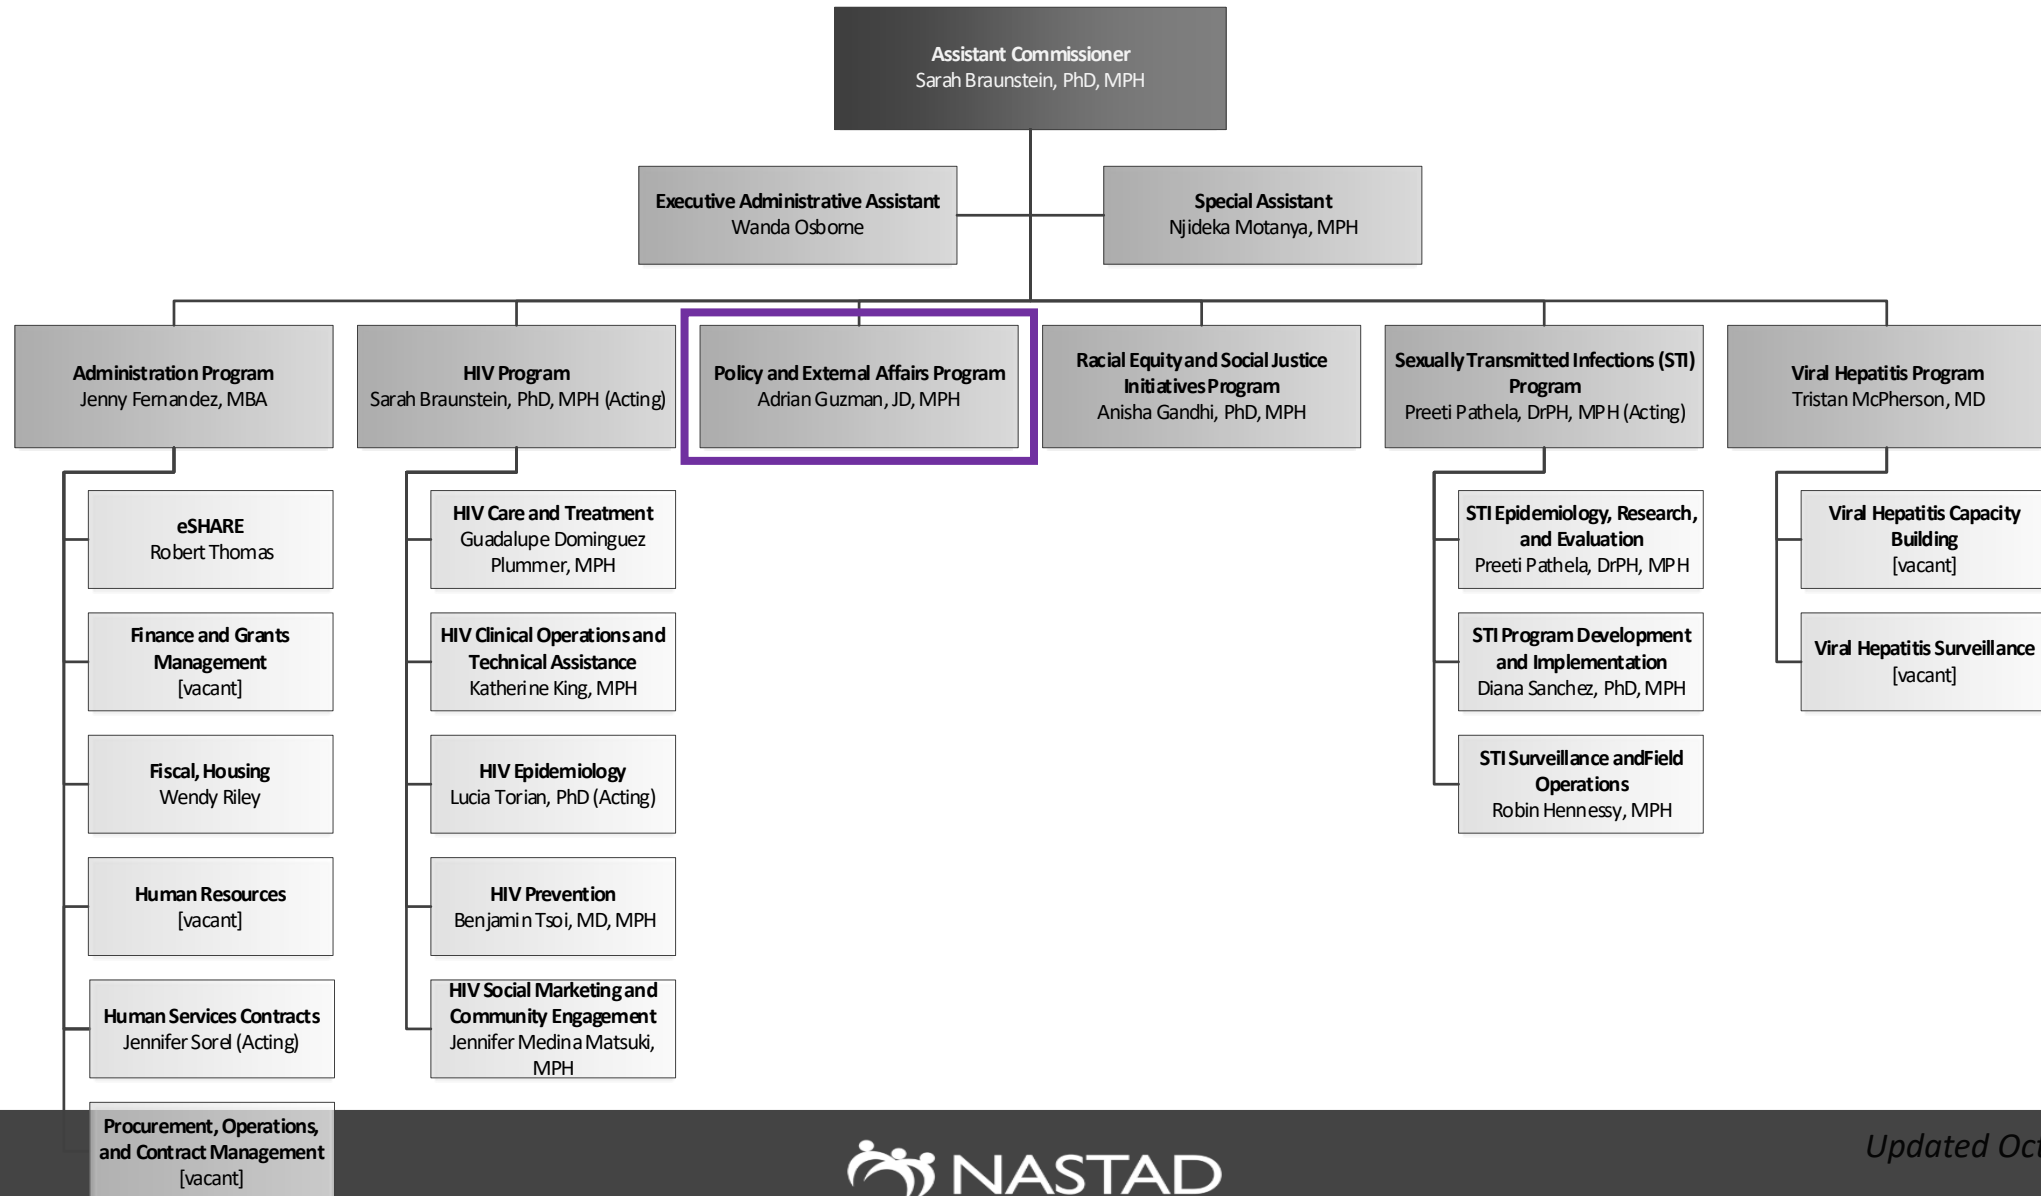 Assistant Commissioner
Sarah Braunstein, PhD, MPH
Executive Administrative Assistant
Wanda Osborne
Special Assistant
Njideka Motanya, MPH
Administration Program
Jenny Fernandez, MBA
HIV Program
Sarah Braunstein, PhD, MPH (Acting)
Policy and External Affairs Program
Adrian Guzman, JD, MPH
Racial Equity and Social Justice
Initiatives Program
Anisha Gandhi, PhD, MPH
Sexually Transmitted Infections (STI)
Program
Preeti Pathela, DrPH, MPH (Acting)
Viral Hepatitis Program
Tristan McPherson, MD
eSHARE
Robert Thomas
Finance and Grants
Management
[vacant]
Fiscal, Housing
Wendy Riley
Human Resources
[vacant]
Human Services Contracts
Jennifer Sorel (Acting)
Procurement, Operations,
and Contract Management
[vacant]
HIV Care and Treatment
Guadalupe Dominguez
Plummer, MPH
HIV Clinical Operations and
Technical Assistance
Katherine King, MPH
HIV Epidemiology
Lucia Torian, PhD (Acting)
HIV Prevention
Benjamin Tsoi, MD, MPH
HIV Social Marketing and
Community Engagement
Jennifer Medina Matsuki,
MPH
STI Epidemiology, Research,
and Evaluation
Preeti Pathela, DrPH, MPH
STI Program Development
and Implementation
Diana Sanchez, PhD, MPH
STI Surveillance and Field
Operations
Robin Hennessy, MPH
Viral Hepatitis Capacity
Building
[vacant]
Viral Hepatitis Surveillance
[vacant]
NASTAD
Updated Oct